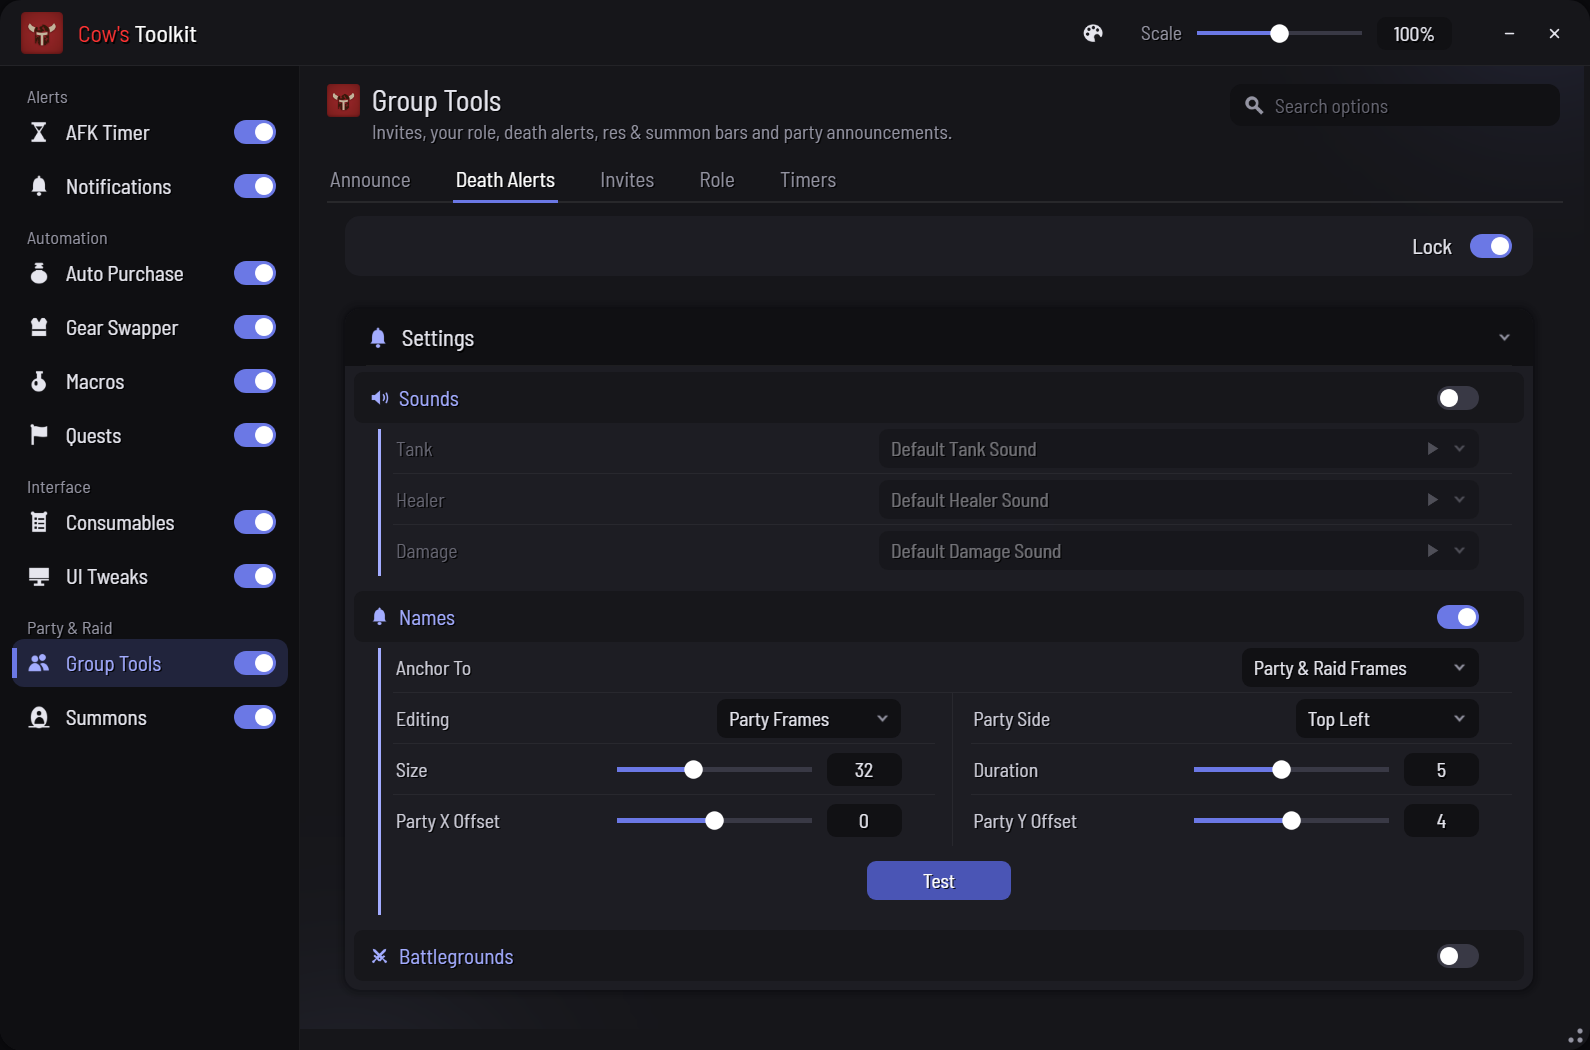 Cow's Toolkit
Scale
100%
Alerts
AFK Timer
Notifications
Automation
Auto Purchase
Gear Swapper
Macros
Quests
Interface
Consumables
UI Tweaks
Party & Raid
Group Tools
Summons
Group Tools
Invites, your role, death alerts, res & summon bars and party announcements.
Search options
Announce Death Alerts Invites Role Timers
Lock
Settings
Sounds
Tank Default Tank Sound
Healer Default Healer Sound
Damage Default Damage Sound
Names
Anchor To Party & Raid Frames
Editing Party Frames Party Side Top Left
Size 32 Duration 5
Party X Offset 0 Party Y Offset 4
Test
Battlegrounds